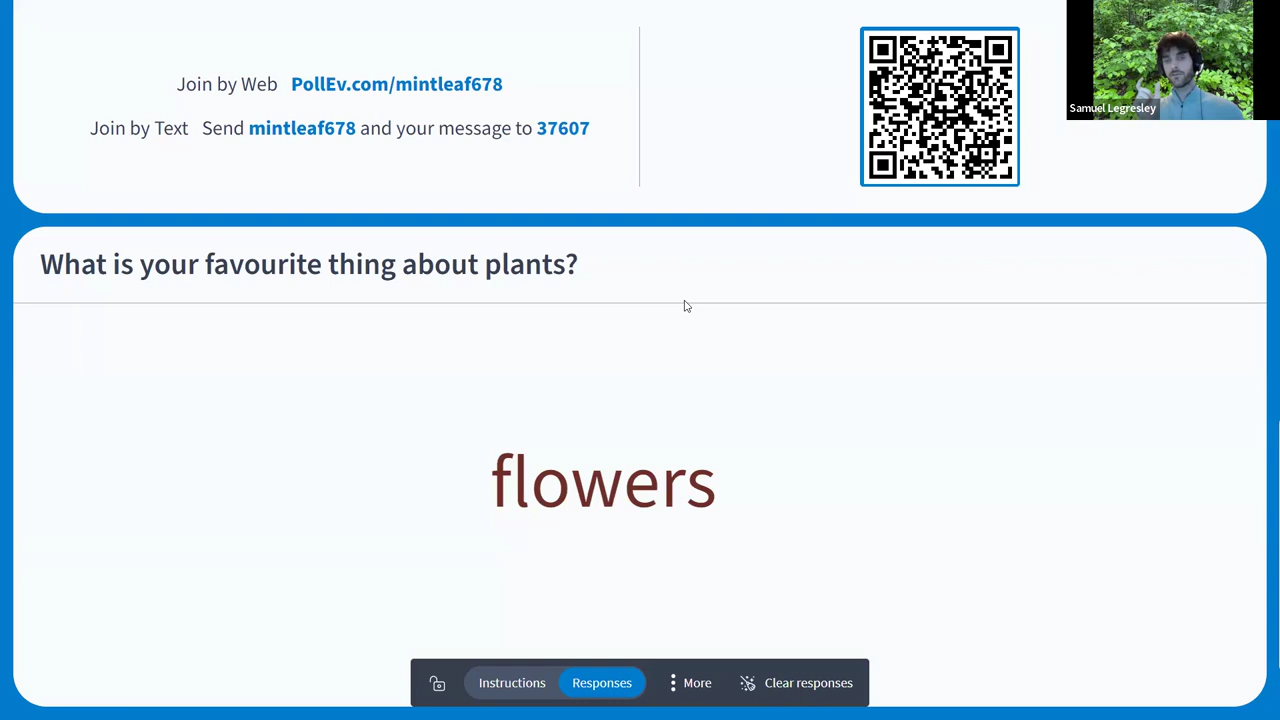 Join by Web PollEv.com/mintleaf678
Join by Text Send mintleaf678 and your message to 37607
Samuel Legresley
What is your favourite thing about plants?
flowers
Instructions Responses More Clear responses